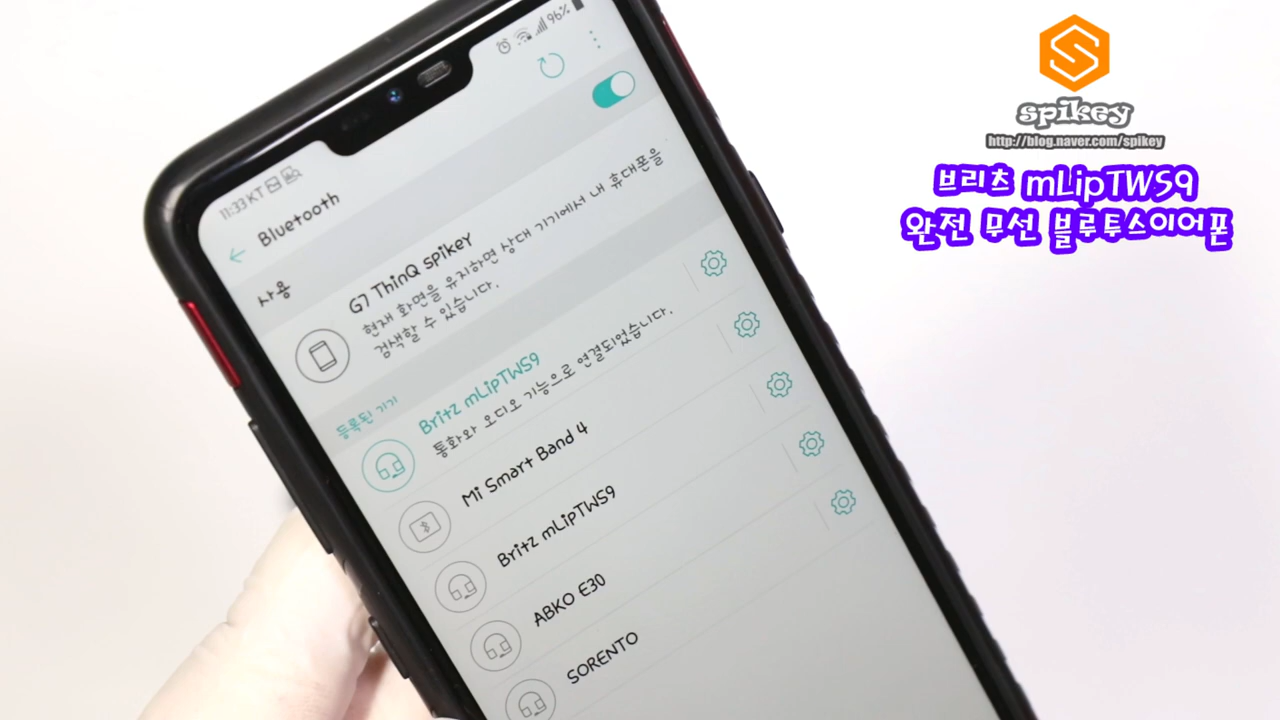 spikey
http://blog.naver.com/spikey
브리츠 mLipTWS9
완전 무선 블루투스이어폰
11:33 KT
96%
Bluetooth
사용
G7 ThinQ spikey
현재 화면을 유지하면 상대 기기에서 내 휴대폰을
검색할 수 있습니다.
등록된 기기
Britz mLipTWS9
통화와 오디오 기능으로 연결되었습니다.
Mi Smart Band 4
Britz mLipTWS9
ABKO E30
SORENTO